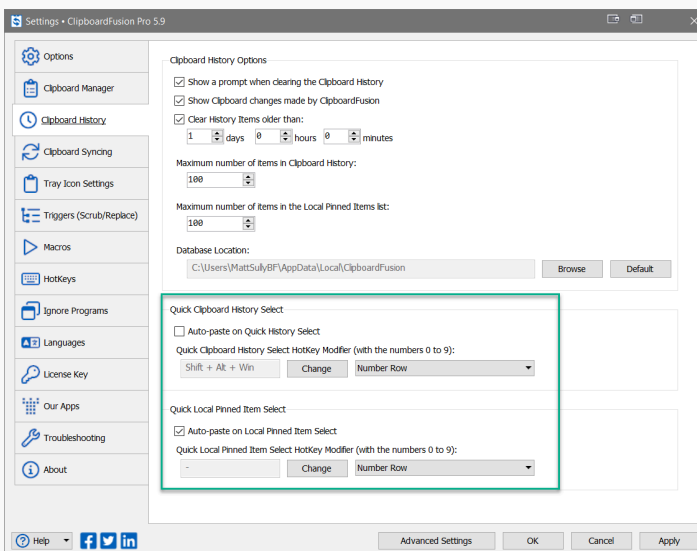 Settings • ClipboardFusion Pro 5.9
Options
Clipboard Manager
Clipboard History
Clipboard Syncing
Tray Icon Settings
Triggers (Scrub/Replace)
Macros
HotKeys
Ignore Programs
Languages
License Key
Our Apps
Troubleshooting
About
Clipboard History Options
Show a prompt when clearing the Clipboard History
Show Clipboard changes made by ClipboardFusion
Clear History Items older than:
1 days 0 hours 0 minutes
Maximum number of items in Clipboard History:
100
Maximum number of items in the Local Pinned Items list:
100
Database Location:
C:\Users\MattSullyBF\AppData\Local\ClipboardFusion Browse Default
Quick Clipboard History Select
Auto-paste on Quick History Select
Quick Clipboard History Select HotKey Modifier (with the numbers 0 to 9):
Shift + Alt + Win Change Number Row
Quick Local Pinned Item Select
Auto-paste on Local Pinned Item Select
Quick Local Pinned Item Select HotKey Modifier (with the numbers 0 to 9):
- Change Number Row
Help Advanced Settings OK Cancel Apply